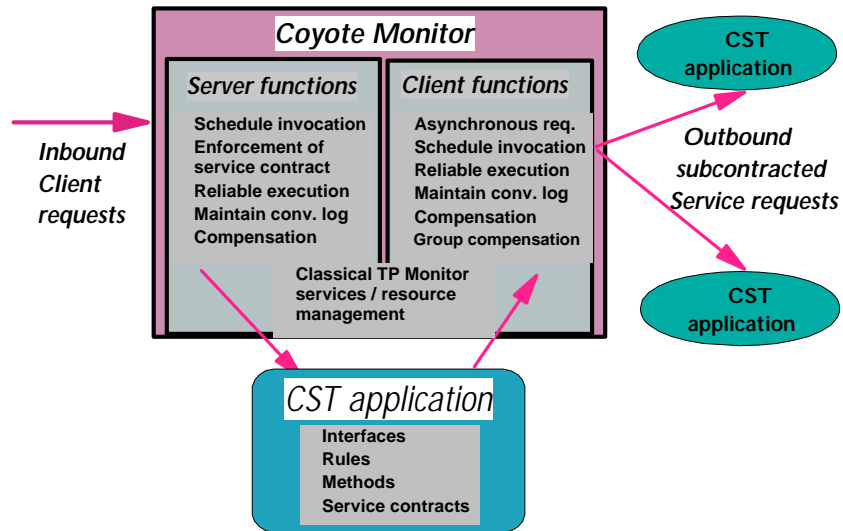 Coyote Monitor
Server functions
Schedule invocation
Enforcement of
service contract
Reliable execution
Maintain conv. log
Compensation
Client functions
Asynchronous req.
Schedule invocation
Reliable execution
Maintain conv. log
Compensation
Group compensation
Classical TP Monitor
services / resource
management
Inbound
Client
requests
CST
application
Outbound
subcontracted
Service requests
CST
application
CST application
Interfaces
Rules
Methods
Service contracts